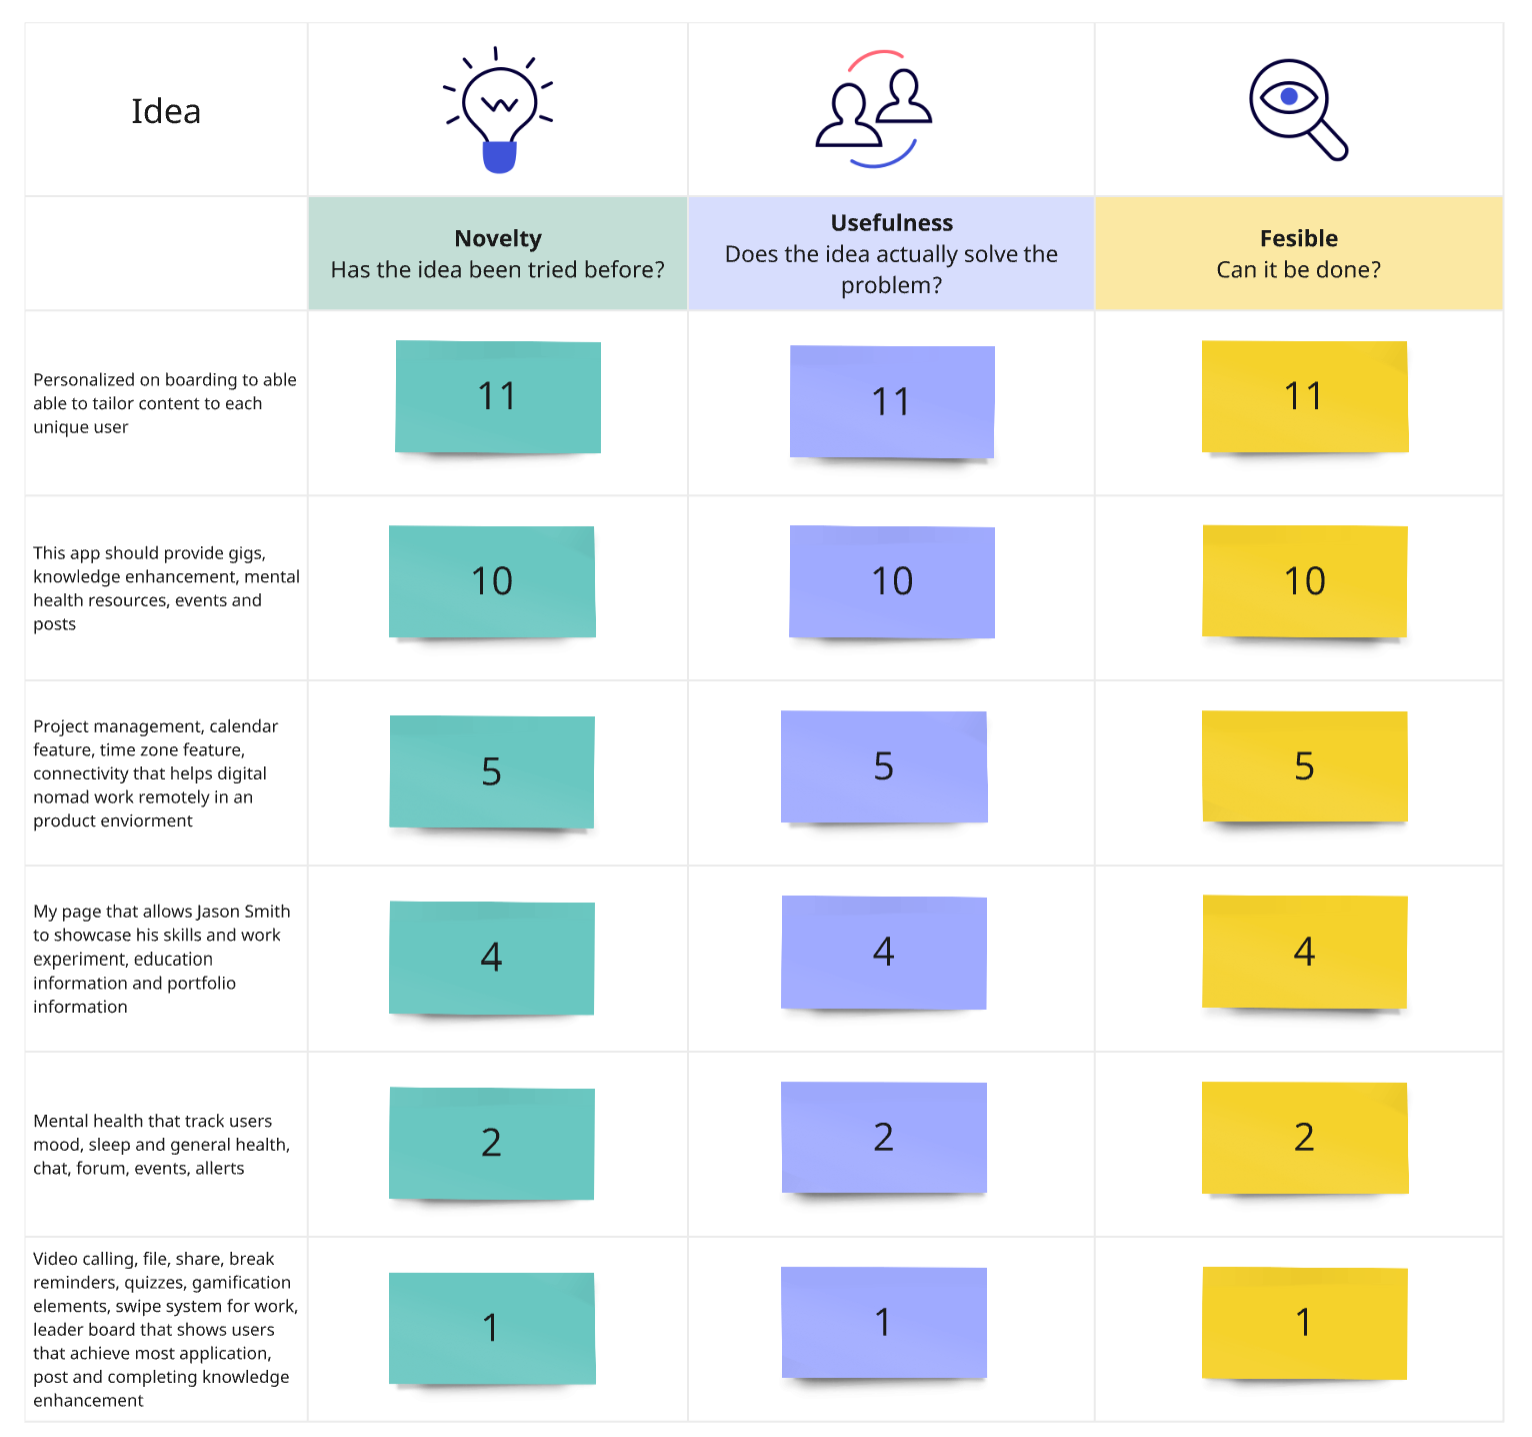 Idea
Novelty
Has the idea been tried before?
Usefulness
Does the idea actually solve the
problem?
Fesible
Can it be done?
Personalized on boarding to able
able to tailor content to each
unique user
11
11
11
This app should provide gigs,
knowledge enhancement, mental
health resources, events and
posts
10
10
10
Project management, calendar
feature, time zone feature,
connectivity that helps digital
nomad work remotely in an
product enviorment
5
5
5
My page that allows Jason Smith
to showcase his skills and work
experiment, education
information and portfolio
information
4
4
4
Mental health that track users
mood, sleep and general health,
chat, forum, events, allerts
2
2
2
Video calling, file, share, break
reminders, quizzes, gamification
elements, swipe system for work,
leader board that shows users
that achieve most application,
post and completing knowledge
enhancement
1
1
1